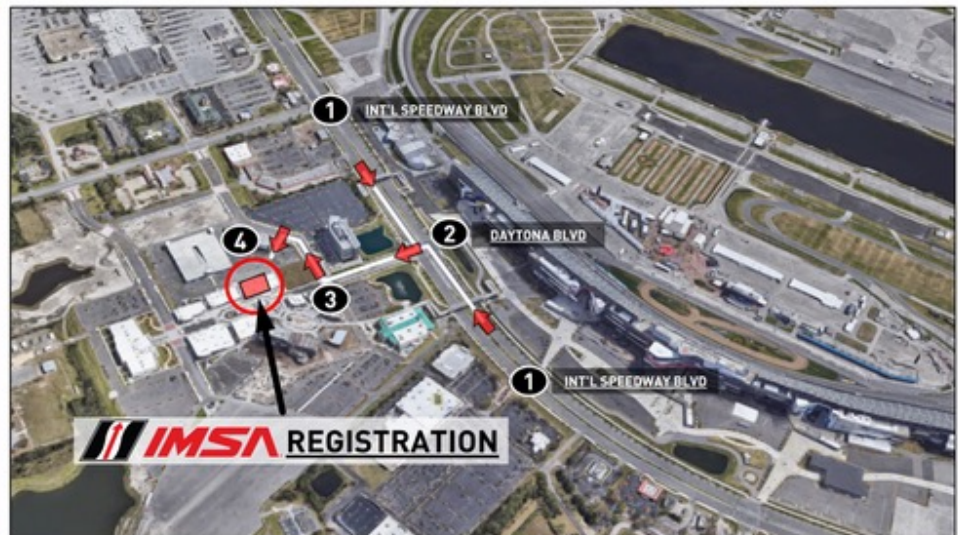 1 INT'L SPEEDWAY BLVD
2 DAYTONA BLVD
4
3
1 INT'L SPEEDWAY BLVD
IMSA REGISTRATION